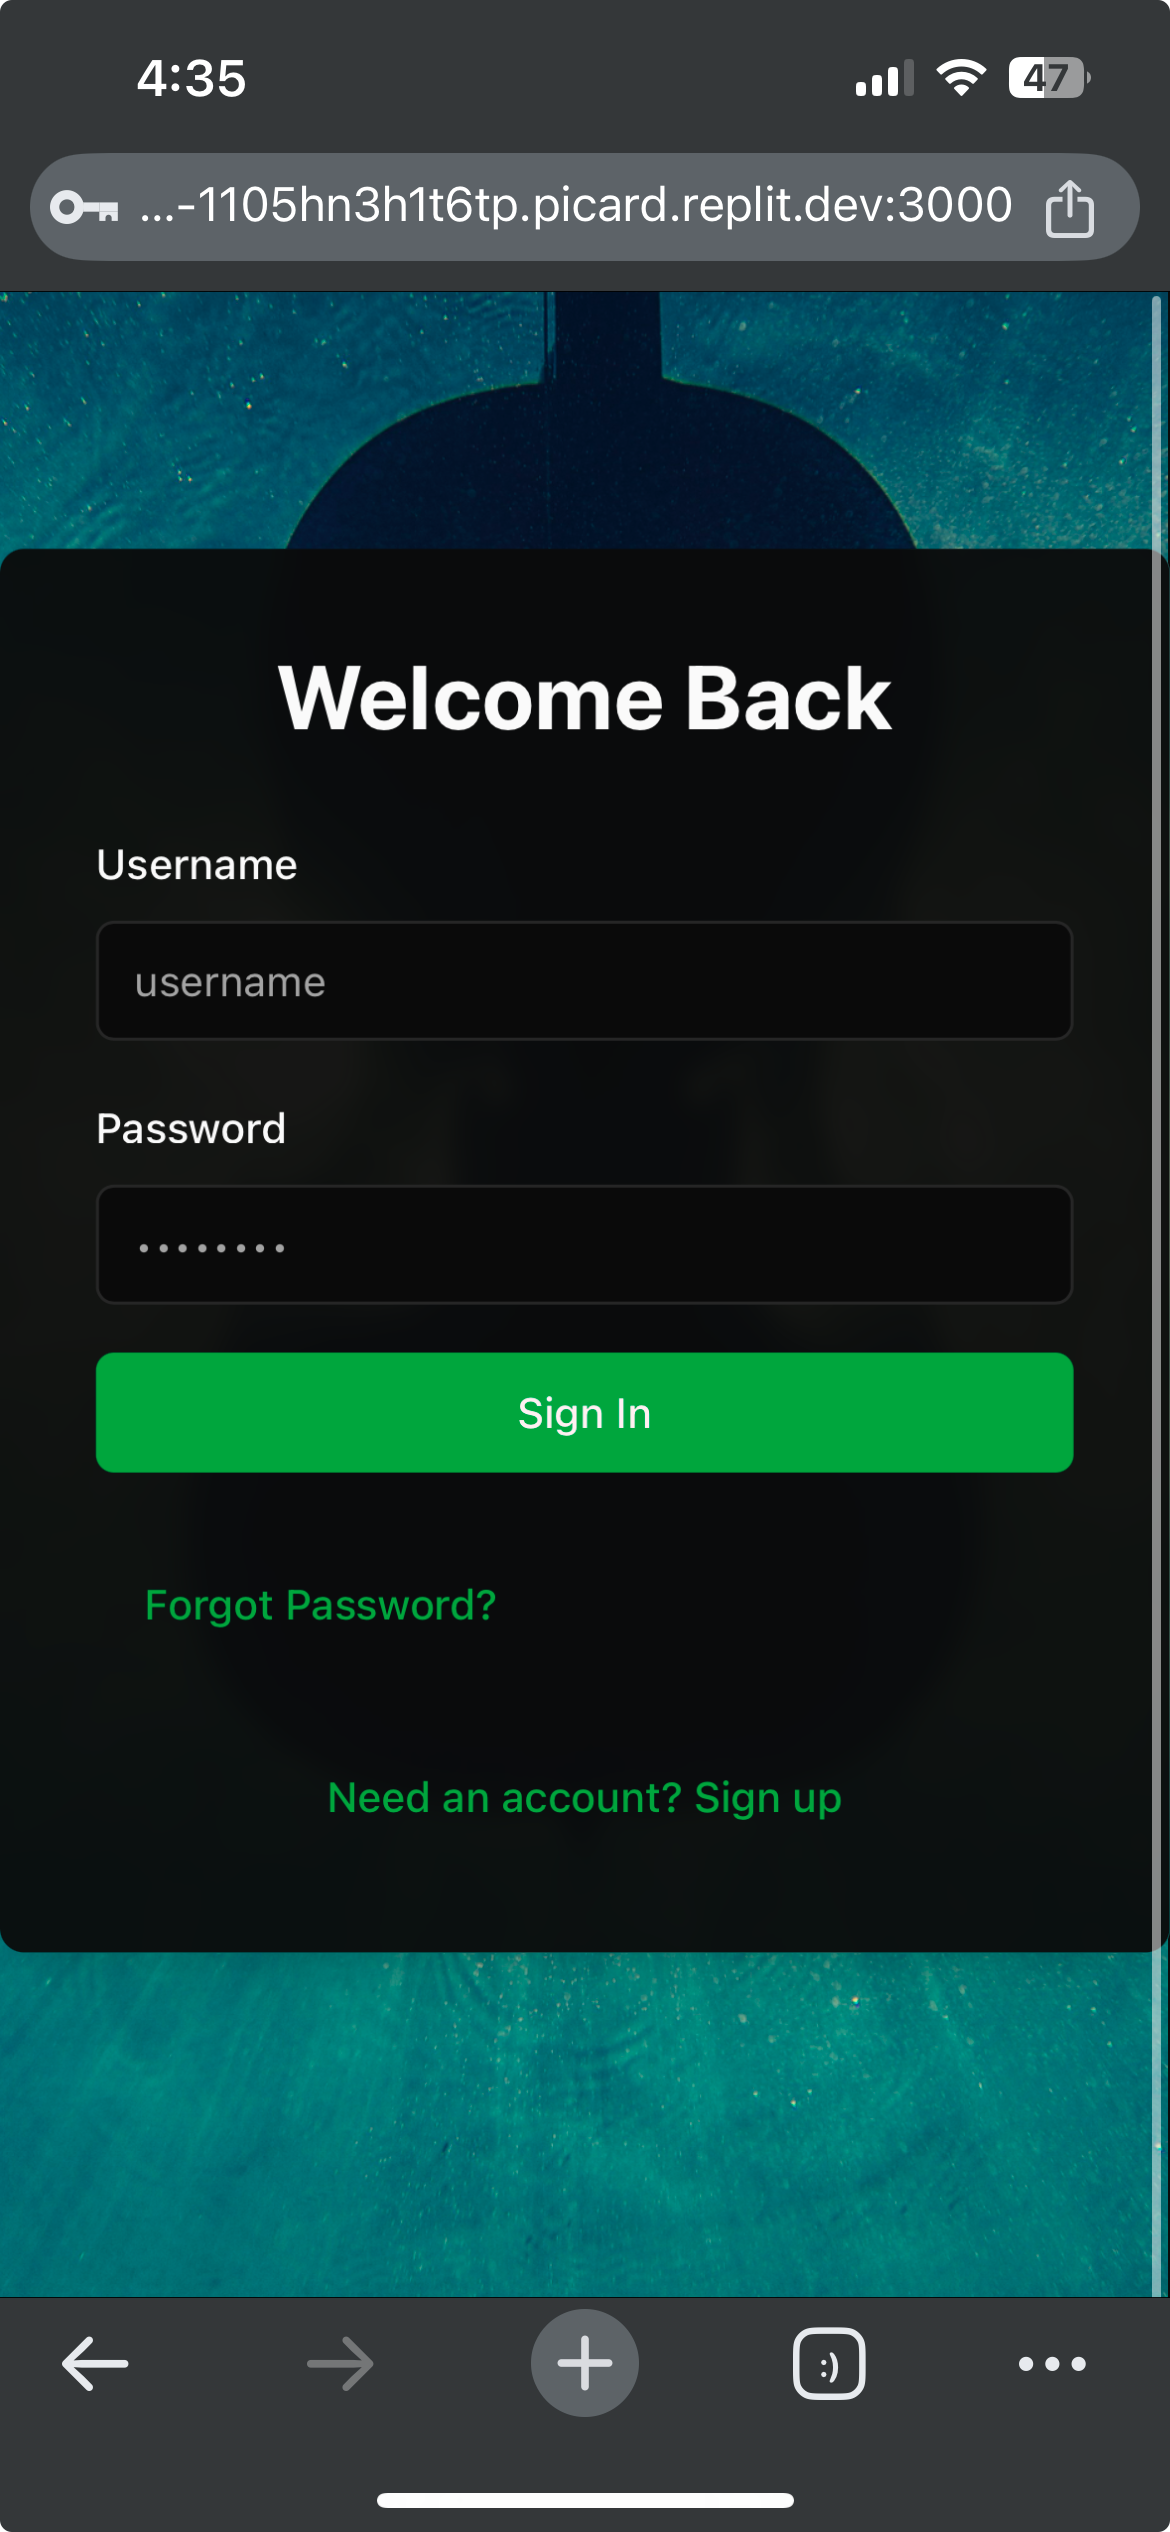 4:35
47
...-1105hn3h1t6tp.picard.replit.dev:3000
Welcome Back
Username
username
Password
••••••••
Sign In
Forgot Password?
Need an account? Sign up
:)